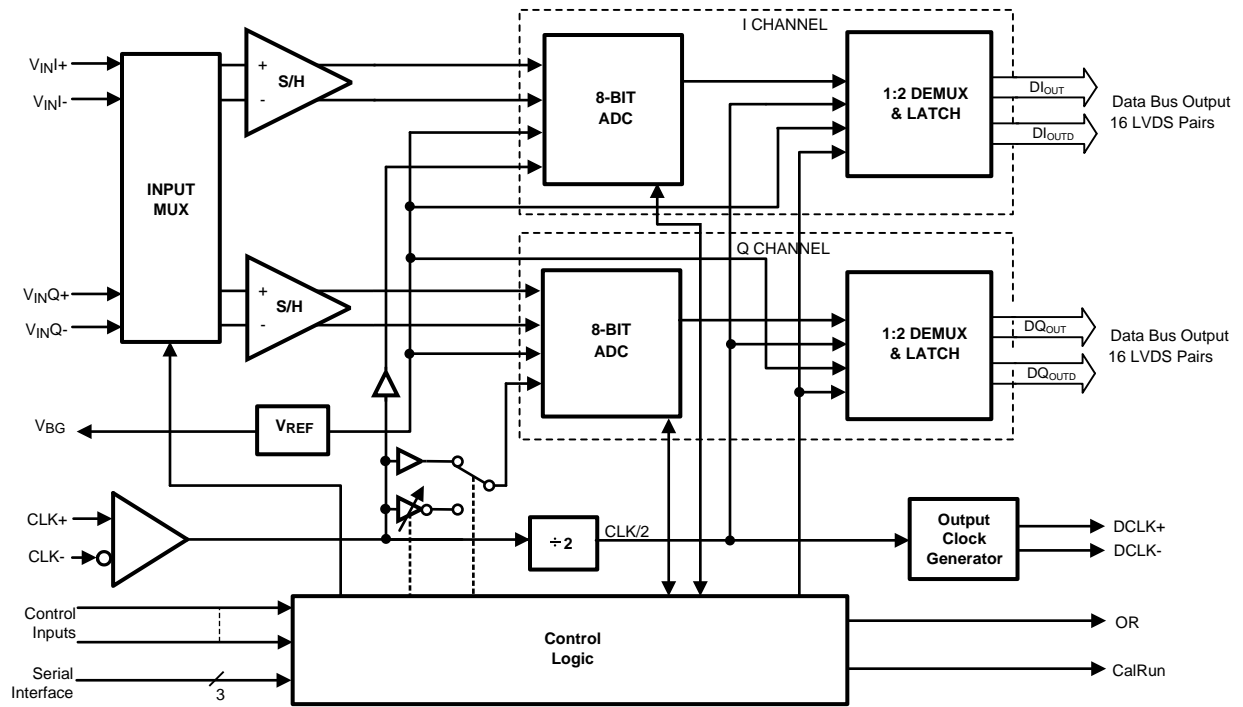 I CHANNEL
VINI+
VINI-
+
-
S/H
8-BIT
ADC
1:2 DEMUX
& LATCH
DIOUT
DIOUTD
Data Bus Output
16 LVDS Pairs
INPUT
MUX
Q CHANNEL
VINQ+
VINQ-
+
-
S/H
8-BIT
ADC
1:2 DEMUX
& LATCH
DQOUT
DQOUTD
Data Bus Output
16 LVDS Pairs
VBG
VREF
CLK+
CLK-
÷2
CLK/2
Output
Clock
Generator
DCLK+
DCLK-
Control
Inputs
Serial
Interface
3
Control
Logic
OR
CalRun